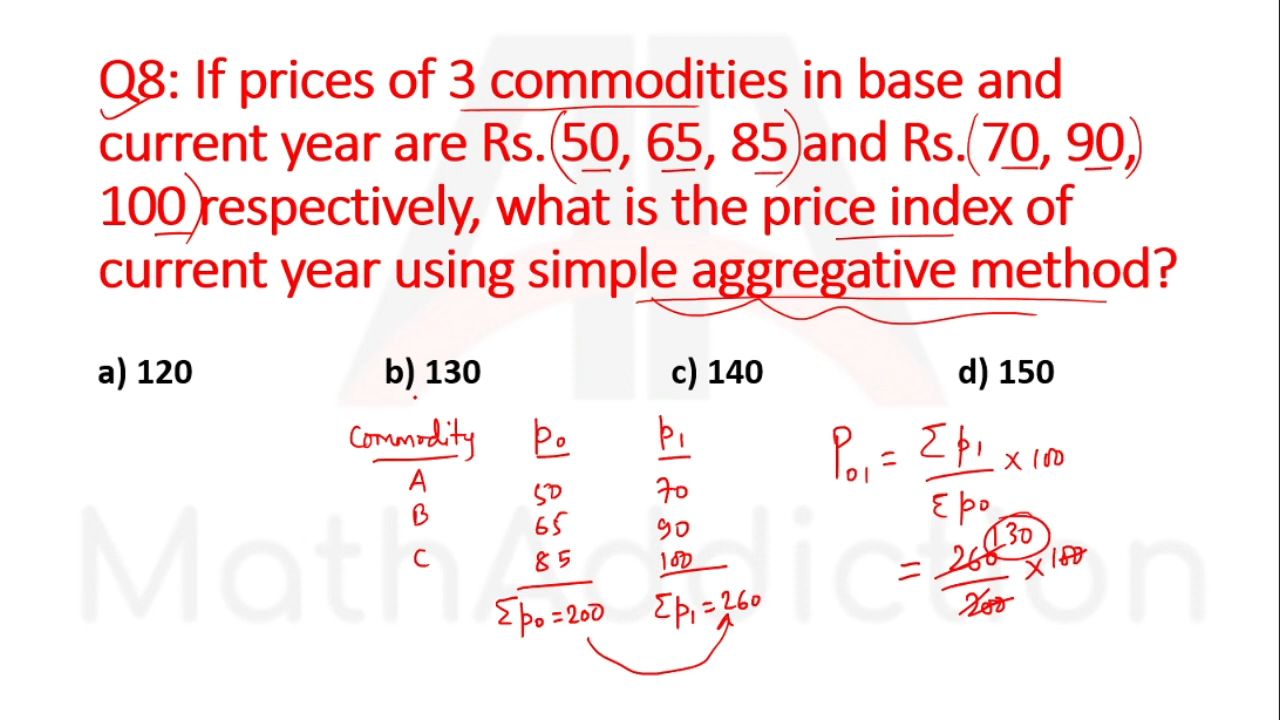 Q8: If prices of 3 commodities in base and
current year are Rs.(50, 65, 85) and Rs.(70, 90,
100) respectively, what is the price index of
current year using simple aggregative method?
a) 120 b) 130 c) 140 d) 150
Commodity p₀ p₁
A 50 70
B 65 90
C 85 100
Σp₀ = 200 Σp₁ = 260
P₀₁ = Σp₁ / Σp₀ × 100
= 260 / 200 × 100
130
MathAddiction